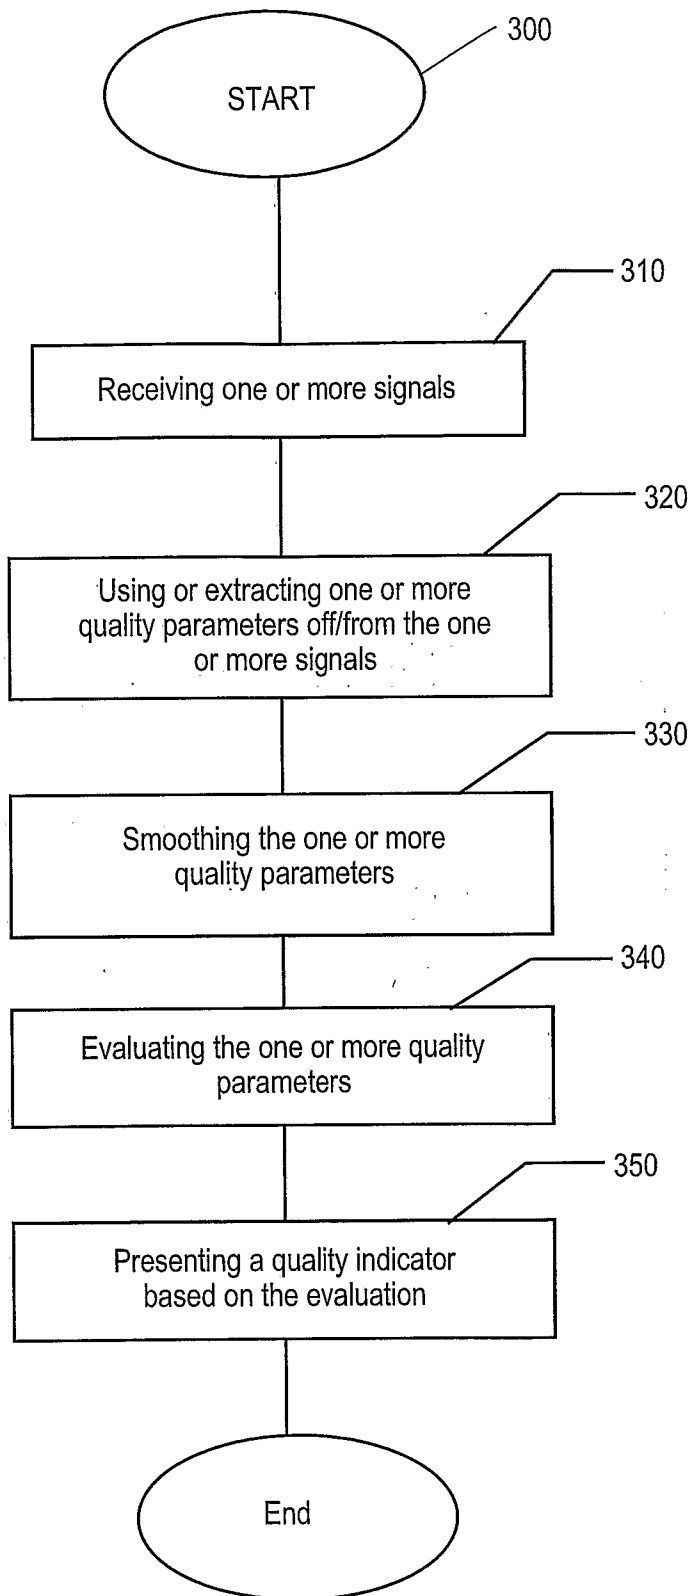 300
START
310
Receiving one or more signals
320
Using or extracting one or more
quality parameters off/from the one
or more signals
330
Smoothing the one or more
quality parameters
340
Evaluating the one or more quality
parameters
350
Presenting a quality indicator
based on the evaluation
End